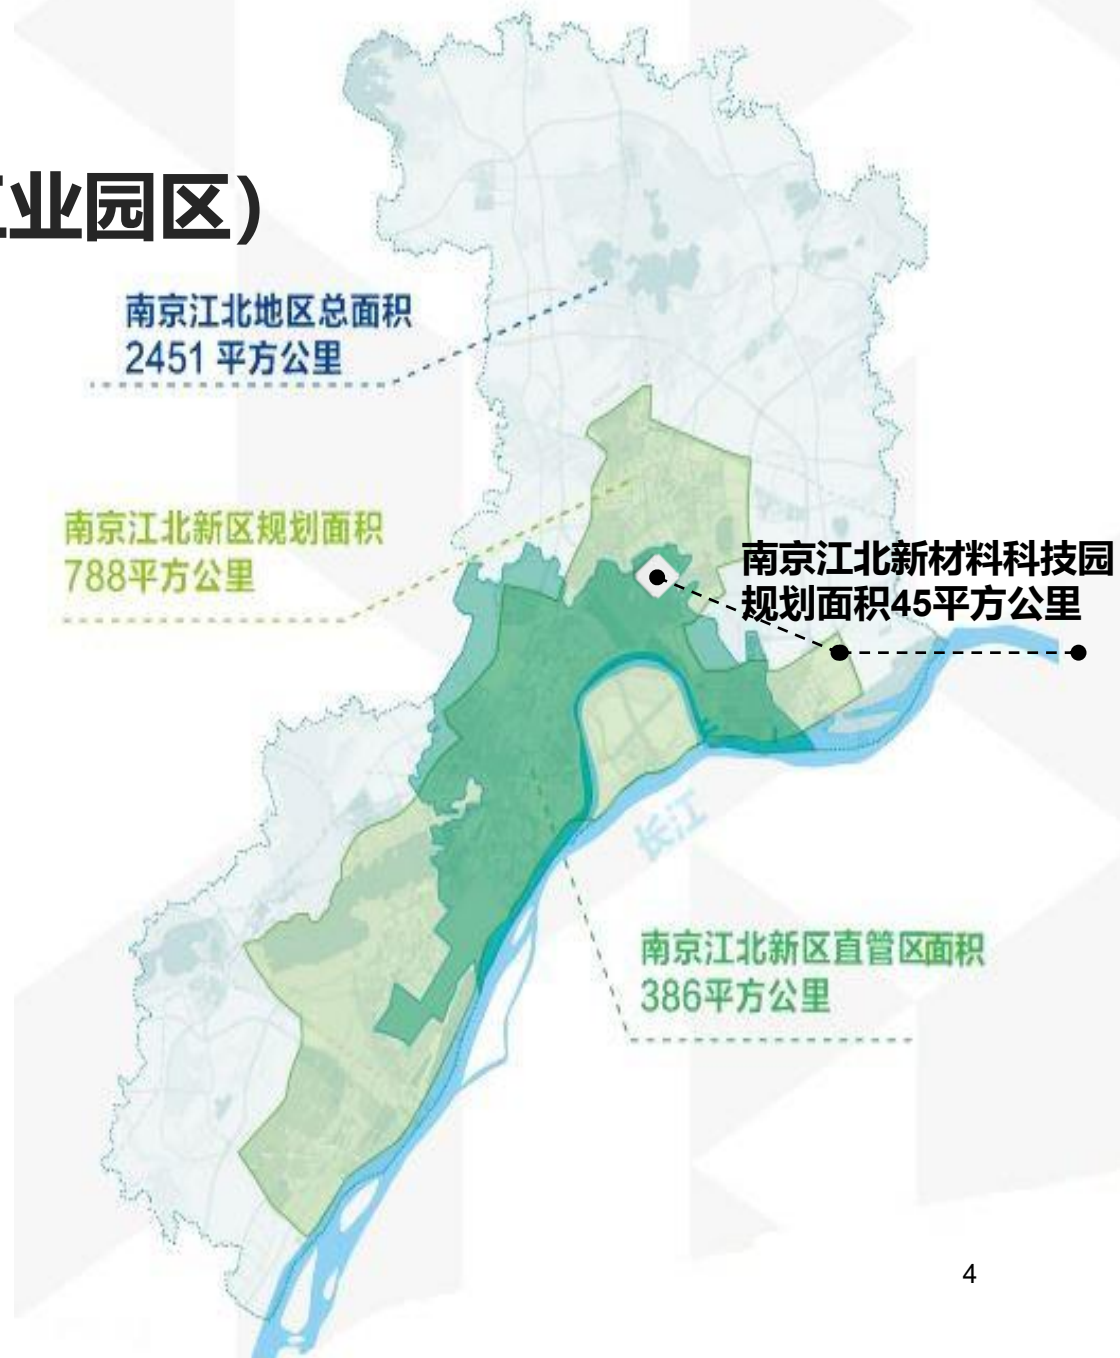 工业园区）
南京江北地区总面积
2451 平方公里
南京江北新区规划面积
788平方公里
南京江北新材料科技园
规划面积45平方公里
长江
南京江北新区直管区面积
386平方公里
4